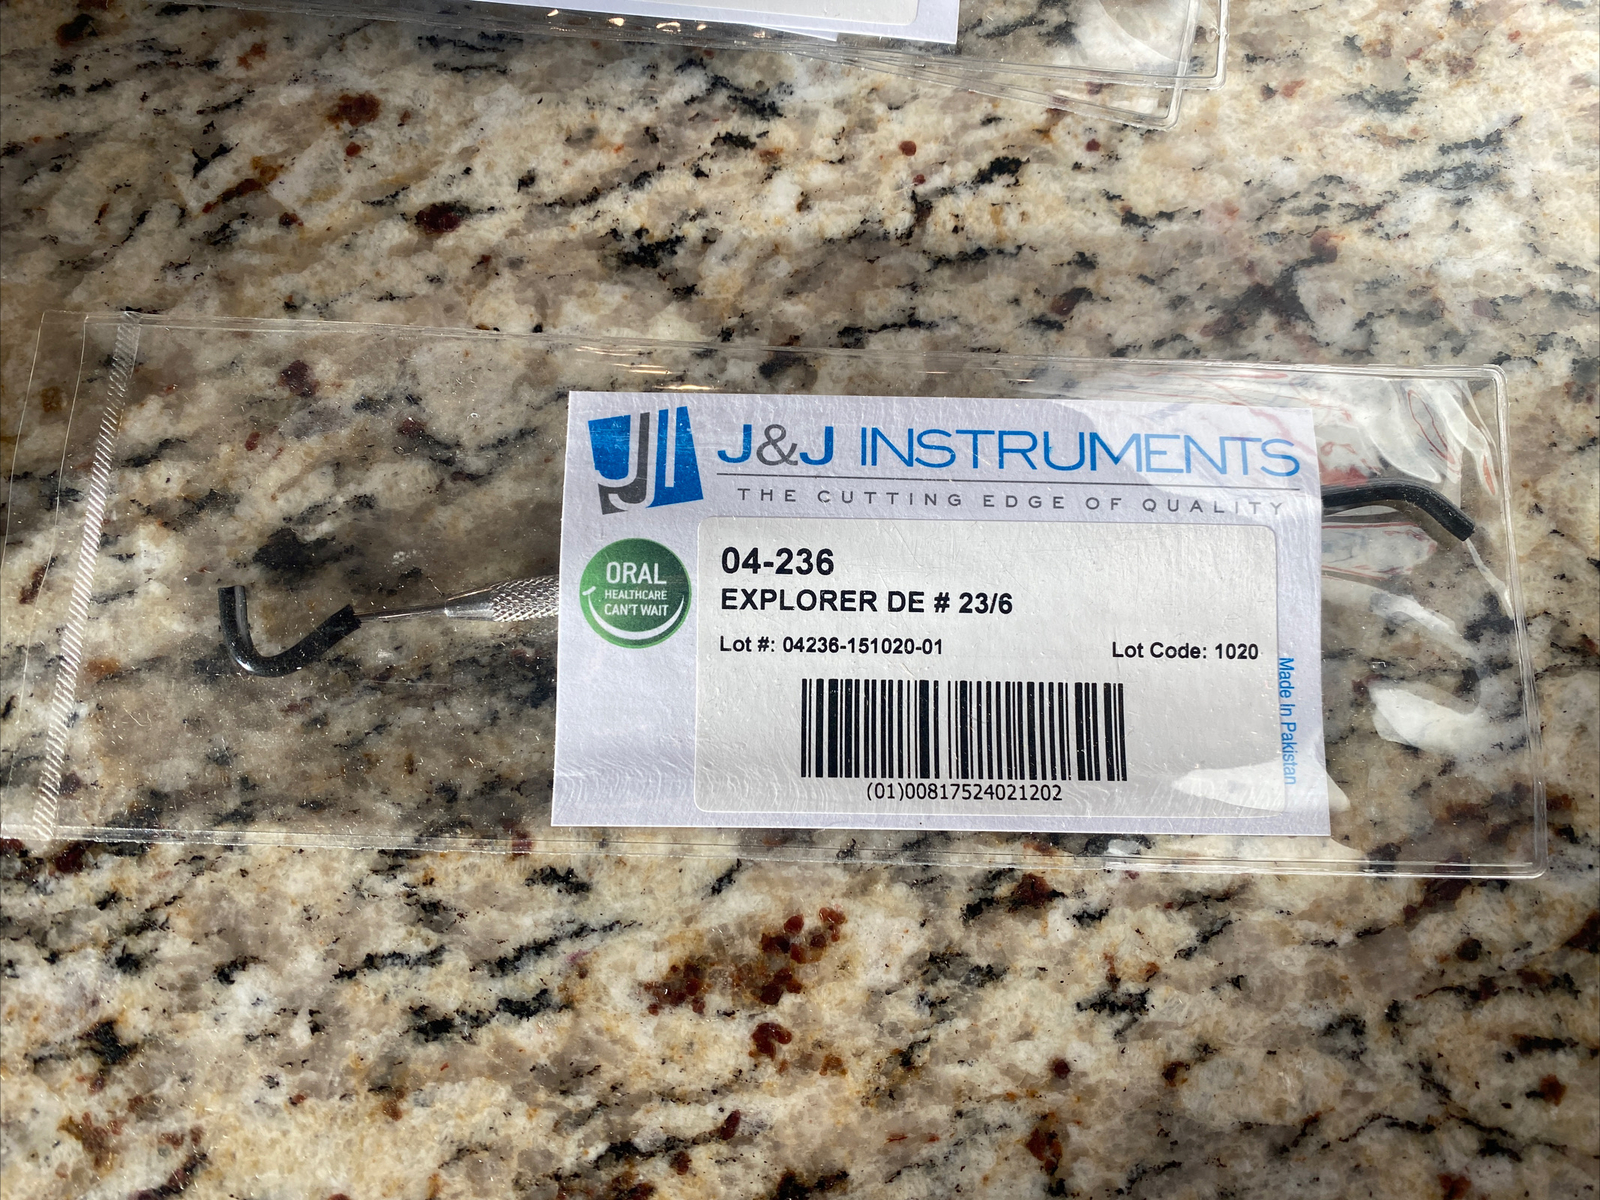 J&J INSTRUMENTS
THE CUTTING EDGE OF QUALITY
ORAL
HEALTHCARE
CAN'T WAIT
04-236
EXPLORER DE # 23/6
Lot #: 04236-151020-01 Lot Code: 1020
(01)00817524021202
Made In Pakistan